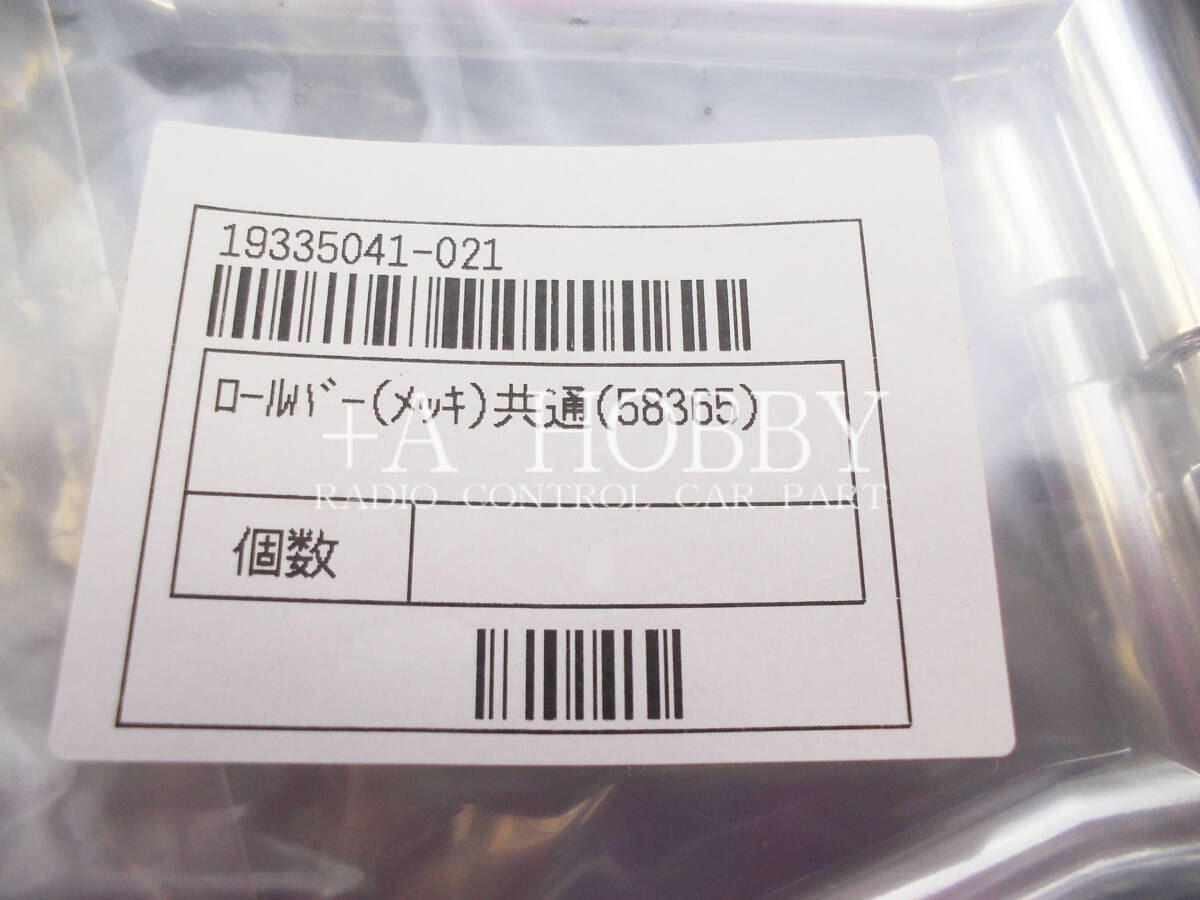 19335041-021
ﾛｰﾙﾊﾞｰ(ﾒｯｷ)共通(58365)
+A HOBBY
RADIO CONTROL CAR PART
個数